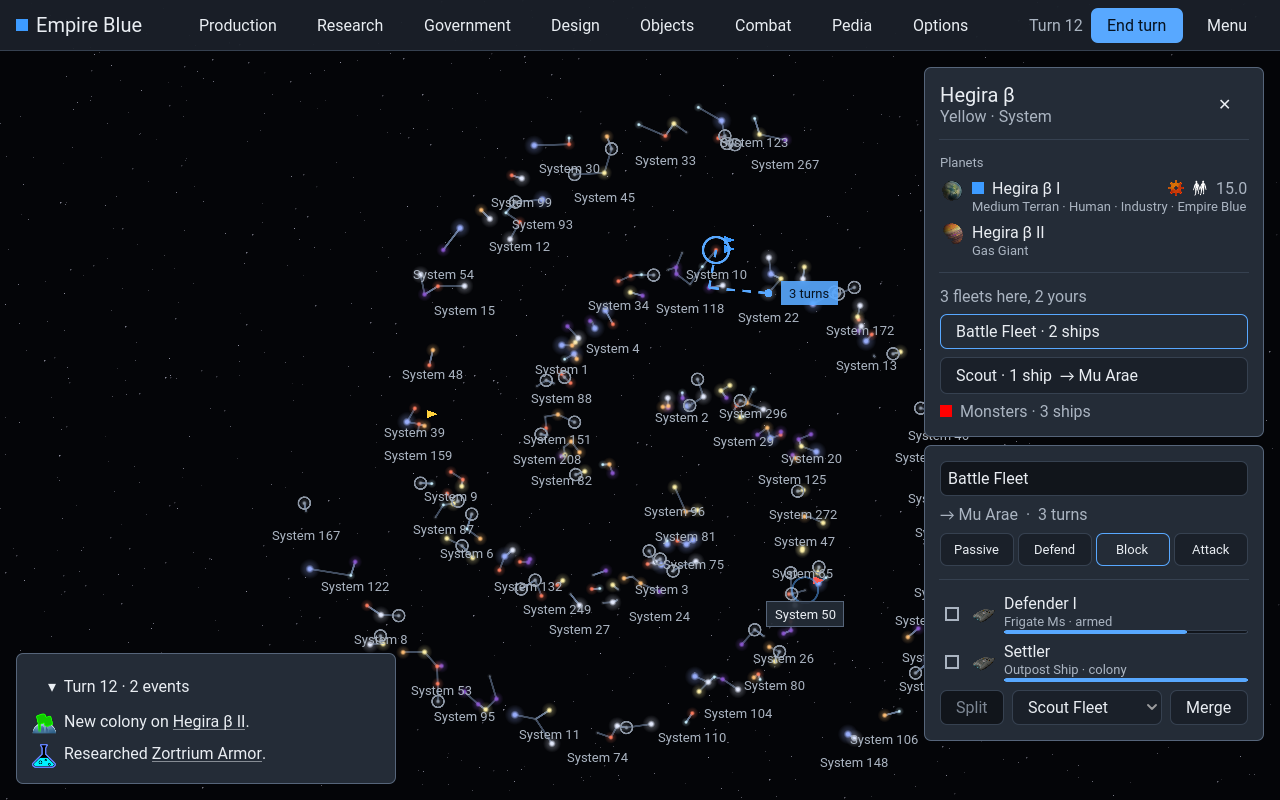 Empire Blue
Production
Research
Government
Design
Objects
Combat
Pedia
Options
Turn 12
End turn
Menu
Hegira β
Yellow · System
×
Planets
Hegira β I
15.0
Medium Terran · Human · Industry · Empire Blue
Hegira β II
Gas Giant
3 fleets here, 2 yours
Battle Fleet · 2 ships
Scout · 1 ship → Mu Arae
Monsters · 3 ships
Battle Fleet
→ Mu Arae · 3 turns
Passive
Defend
Block
Attack
Defender I
Frigate Ms · armed
Settler
Outpost Ship · colony
Split
Scout Fleet
Merge
System 123
System 33
System 267
System 30
System 45
System 99
System 93
System 12
System 54
System 10
3 turns
System 15
System 34
System 118
System 22
System 172
System 4
System 13
System 1
System 48
System 88
System 2
System 296
System 39
System 151
System 29
System 159
System 208
System 20
System 82
System 125
System 9
System 96
System 272
System 87
System 167
System 81
System 47
System 6
System 75
System 122
System 132
System 3
System 249
System 24
System 50
System 27
System 8
System 26
System 80
System 53
System 95
System 104
System 11
System 110
System 106
System 74
System 148
▾ Turn 12 · 2 events
New colony on Hegira β II.
Researched Zortrium Armor.